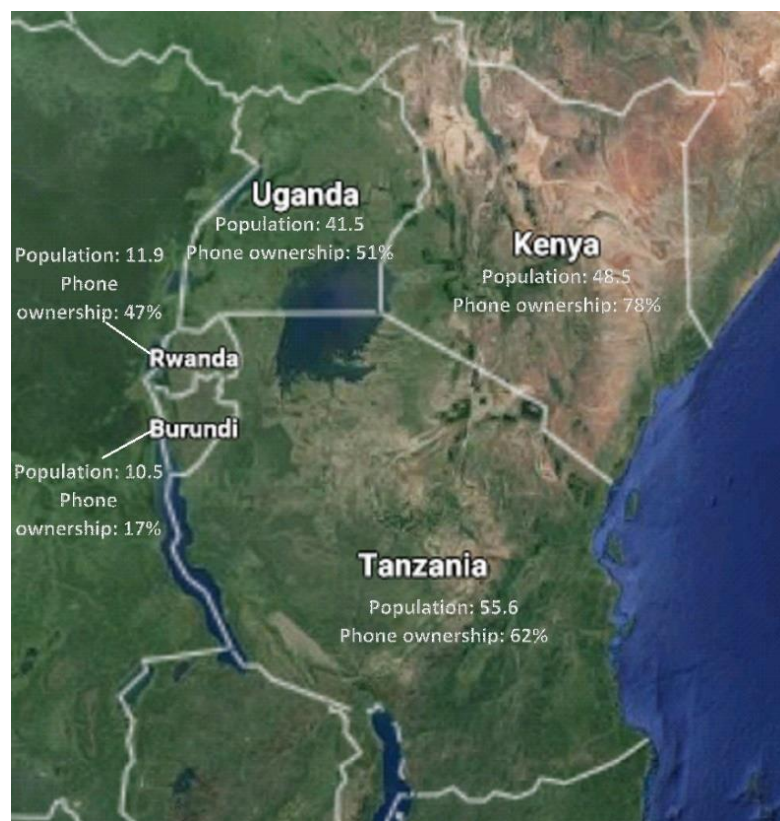 Uganda
Population: 41.5
Phone ownership: 51%
Kenya
Population: 48.5
Phone ownership: 78%
Population: 11.9
Phone
ownership: 47%
Rwanda
Burundi
Population: 10.5
Phone
ownership: 17%
Tanzania
Population: 55.6
Phone ownership: 62%